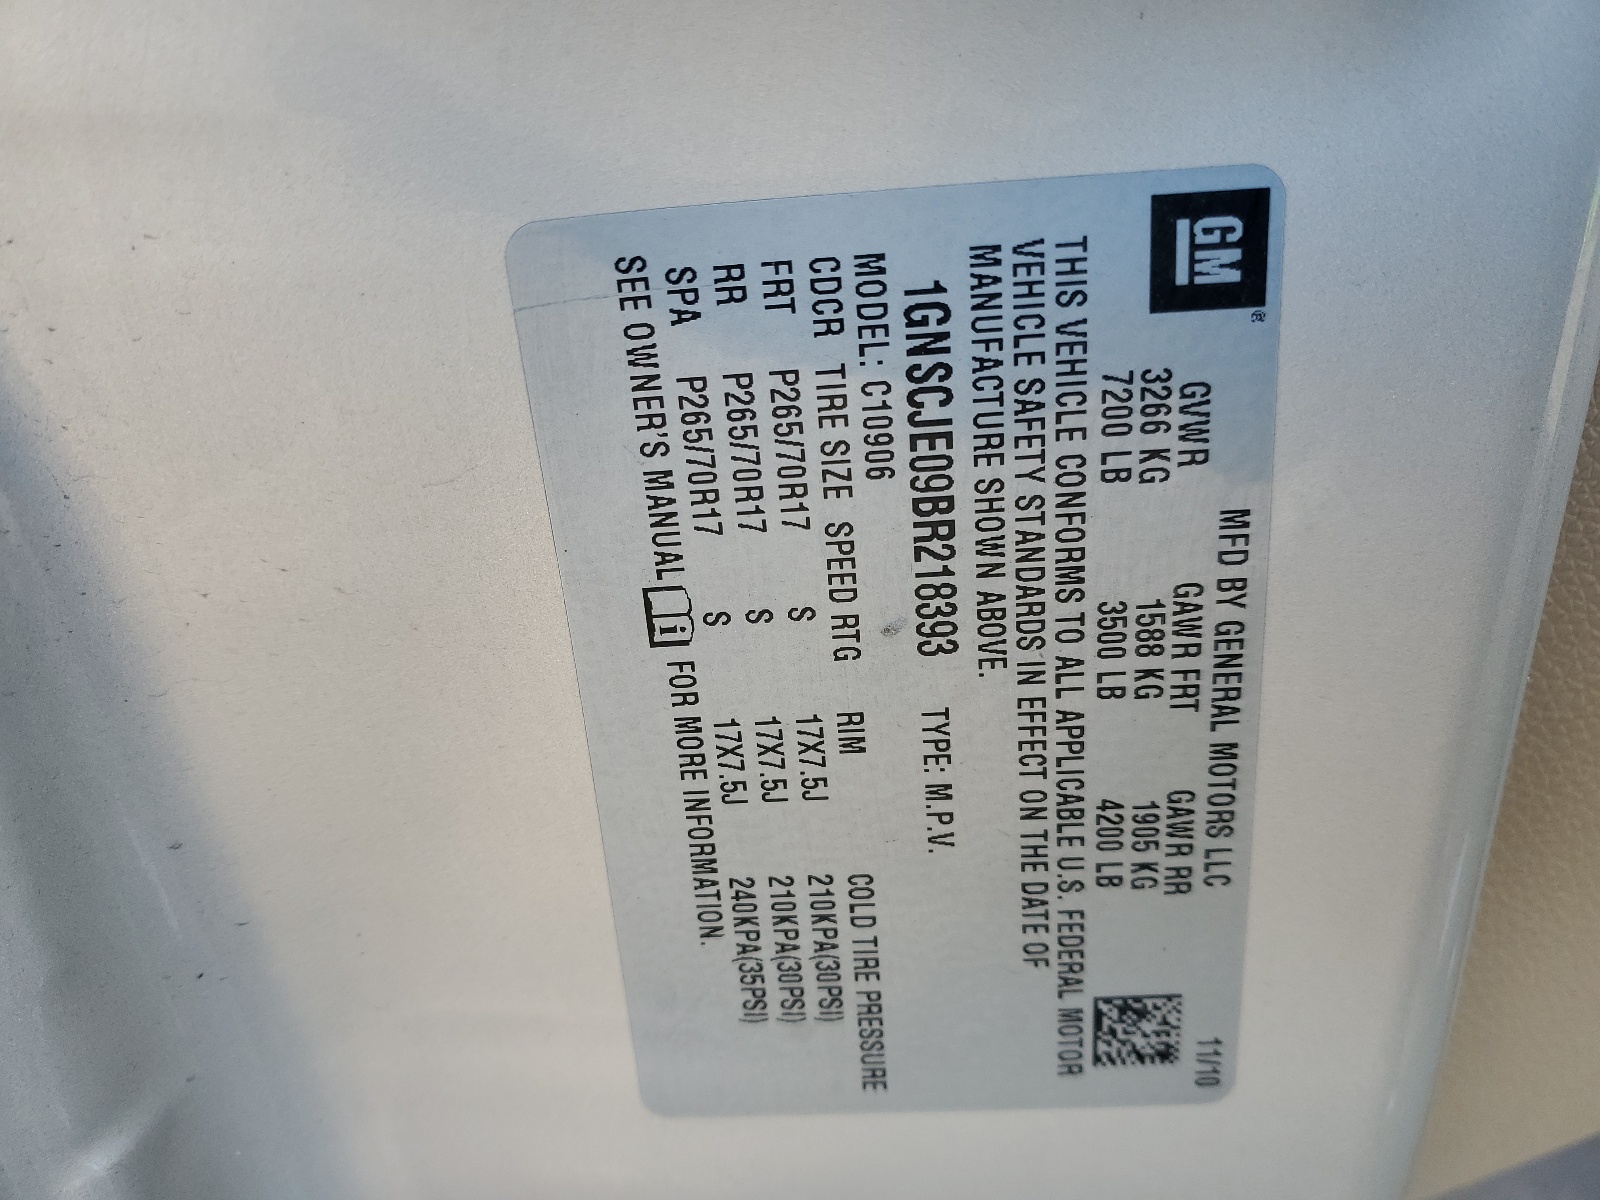 GM®
MFD BY GENERAL MOTORS LLC 11/10
GVWR GAWR FRT GAWR RR
3266 KG 1588 KG 1905 KG
7200 LB 3500 LB 4200 LB
THIS VEHICLE CONFORMS TO ALL APPLICABLE U.S. FEDERAL MOTOR
VEHICLE SAFETY STANDARDS IN EFFECT ON THE DATE OF
MANUFACTURE SHOWN ABOVE.
1GNSCJE09BR218393 TYPE: M.P.V.
MODEL: C10906
CDCR TIRE SIZE SPEED RTG RIM COLD TIRE PRESSURE
FRT P265/70R17 S 17X7.5J 210KPA(30PSI)
RR P265/70R17 S 17X7.5J 210KPA(30PSI)
SPA P265/70R17 S 17X7.5J 240KPA(35PSI)
SEE OWNER'S MANUAL i FOR MORE INFORMATION.